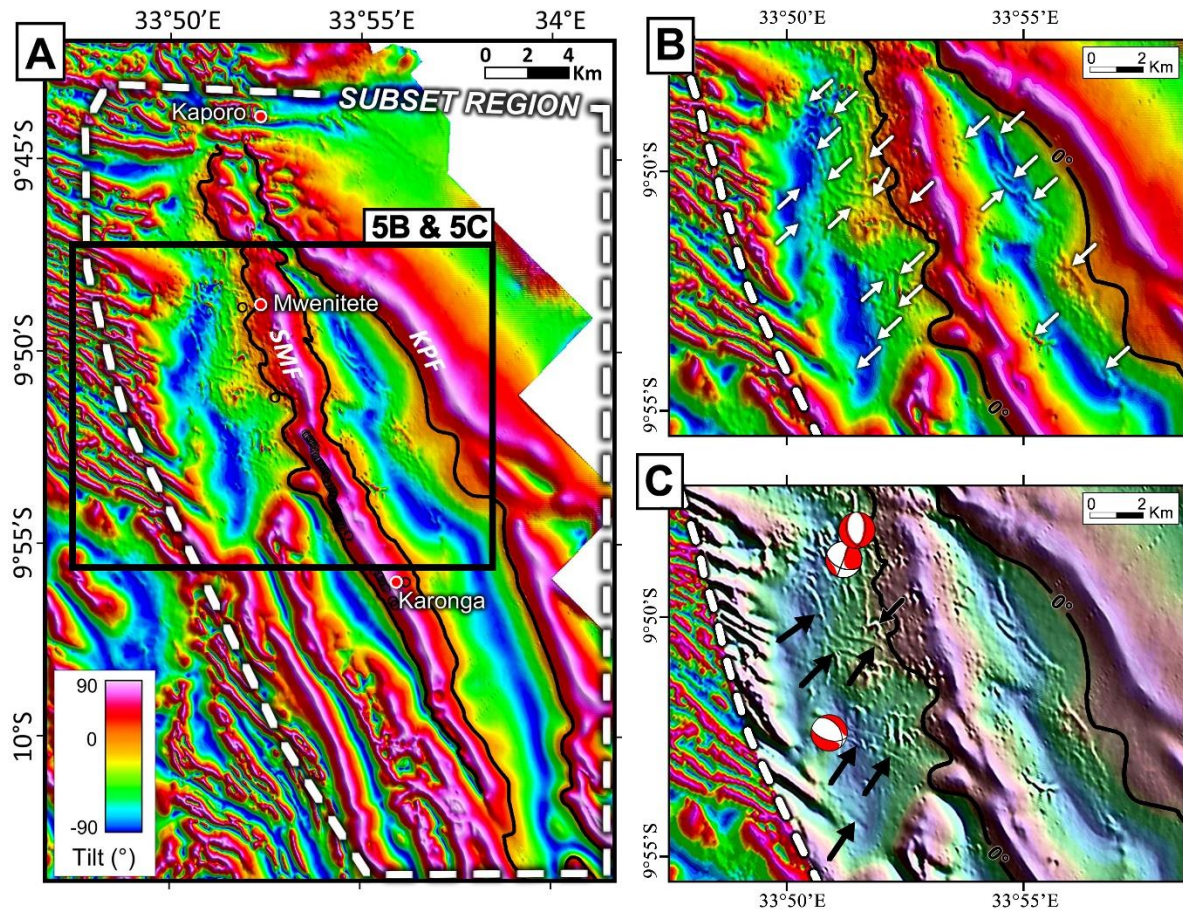 33°50'E 33°55'E 34°E
A
0 2 4
Km
SUBSET REGION
Kaporo
9°45'S
5B & 5C
Mwenitete
SMF
KPF
9°50'S
9°55'S
Karonga
10°S
90
0
-90
Tilt (°)
33°50'E 33°55'E
B
0 2
Km
0°
9°50'S
9°55'S
0°
C
0 2
Km
0°
9°50'S
9°55'S
0°
33°50'E 33°55'E